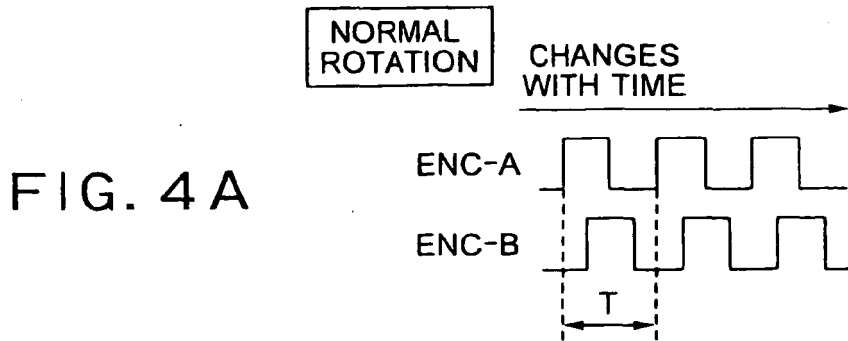 NORMAL
ROTATION
CHANGES
WITH TIME
FIG. 4A
ENC-A
ENC-B
T